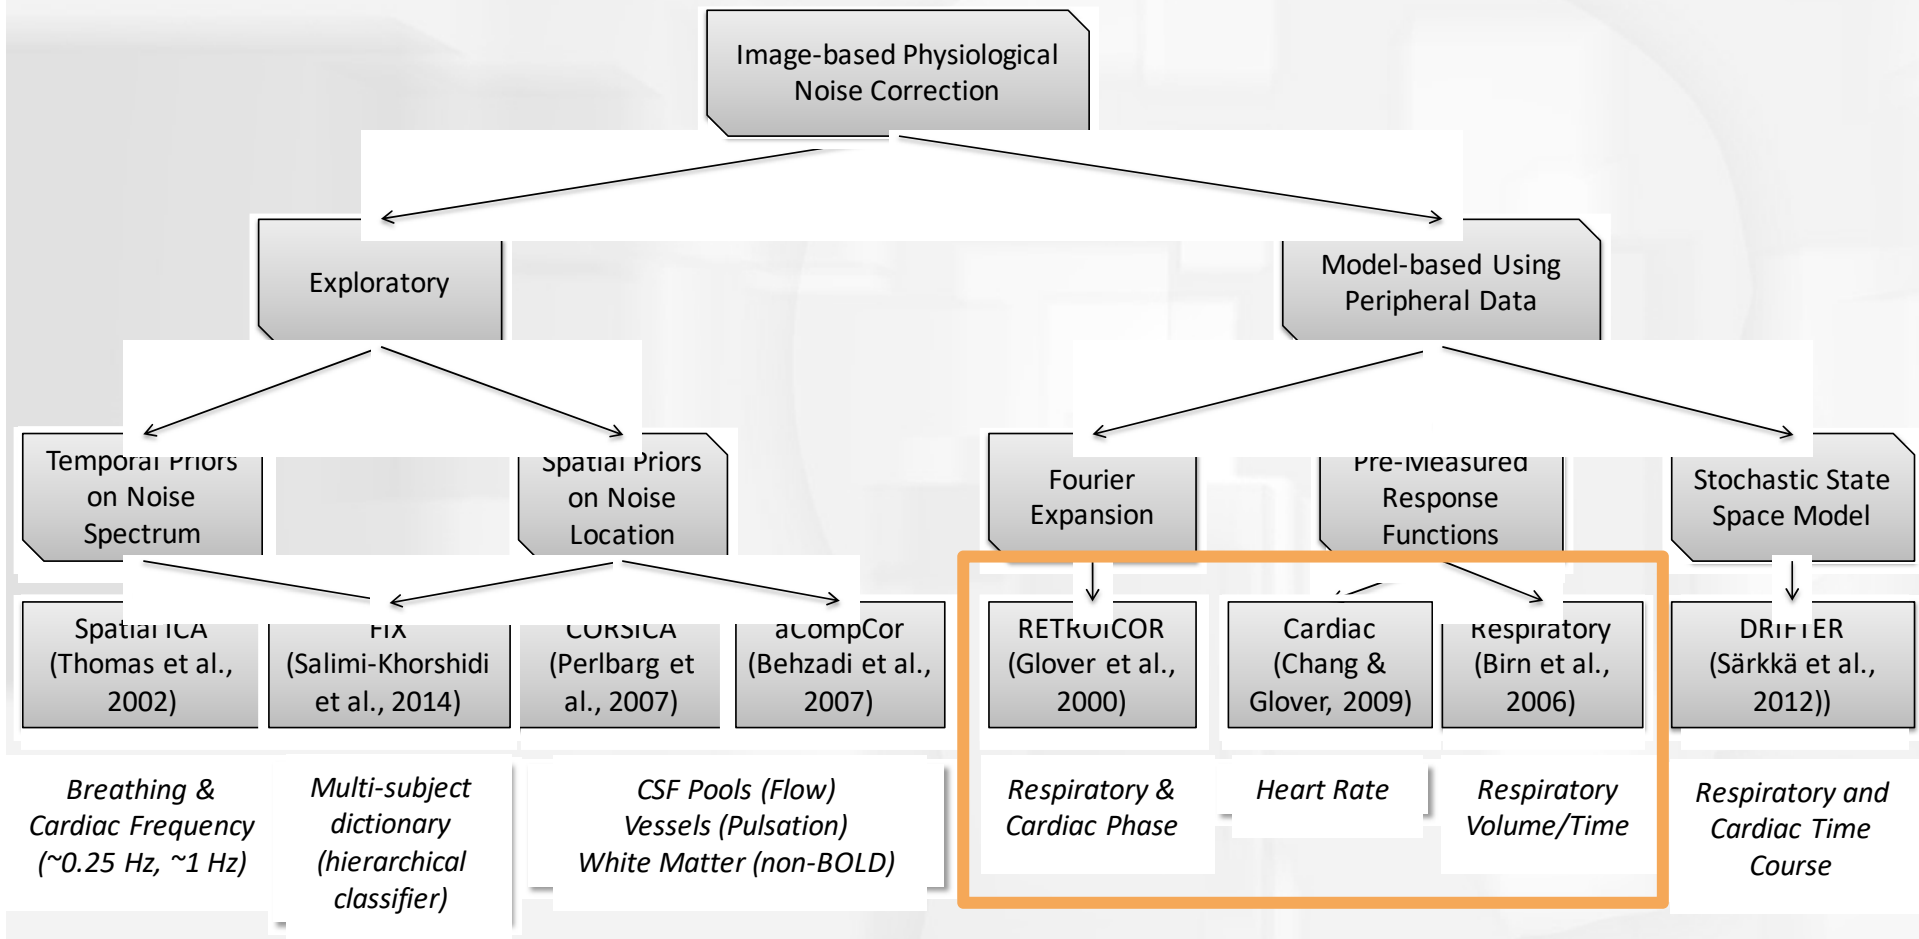 Image-based Physiological
Noise Correction
Exploratory
Model-based Using
Peripheral Data
Temporal Priors
on Noise
Spectrum
Spatial Priors
on Noise
Location
Fourier
Expansion
Pre-Measured
Response
Functions
Stochastic State
Space Model
Spatial ICA
(Thomas et al.,
2002)
FIX
(Salimi-Khorshidi
et al., 2014)
CORSICA
(Perlbarg et
al., 2007)
aCompCor
(Behzadi et al.,
2007)
RETROICOR
(Glover et al.,
2000)
Cardiac
(Chang &
Glover, 2009)
Respiratory
(Birn et al.,
2006)
DRIFTER
(Särkkä et al.,
2012))
Breathing &
Cardiac Frequency
(~0.25 Hz, ~1 Hz)
Multi-subject
dictionary
(hierarchical
classifier)
CSF Pools (Flow)
Vessels (Pulsation)
White Matter (non-BOLD)
Respiratory &
Cardiac Phase
Heart Rate
Respiratory
Volume/Time
Respiratory and
Cardiac Time
Course